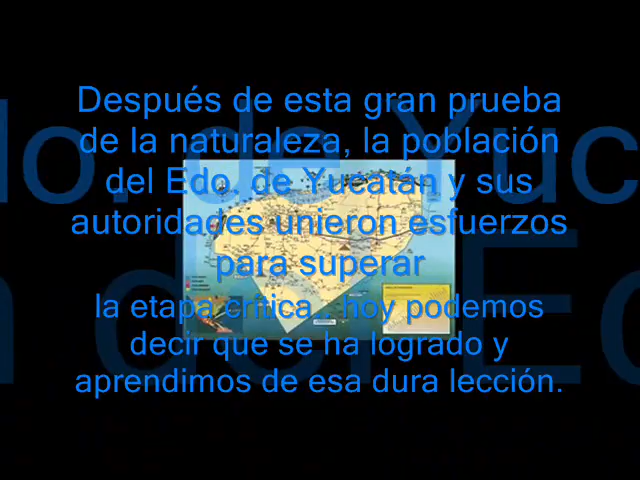 Después de esta gran prueba
de la naturaleza, la población
del Edo. de Yucatán y sus
autoridades unieron esfuerzos
para superar
la etapa crítica.. hoy podemos
decir que se ha logrado y
aprendimos de esa dura lección.